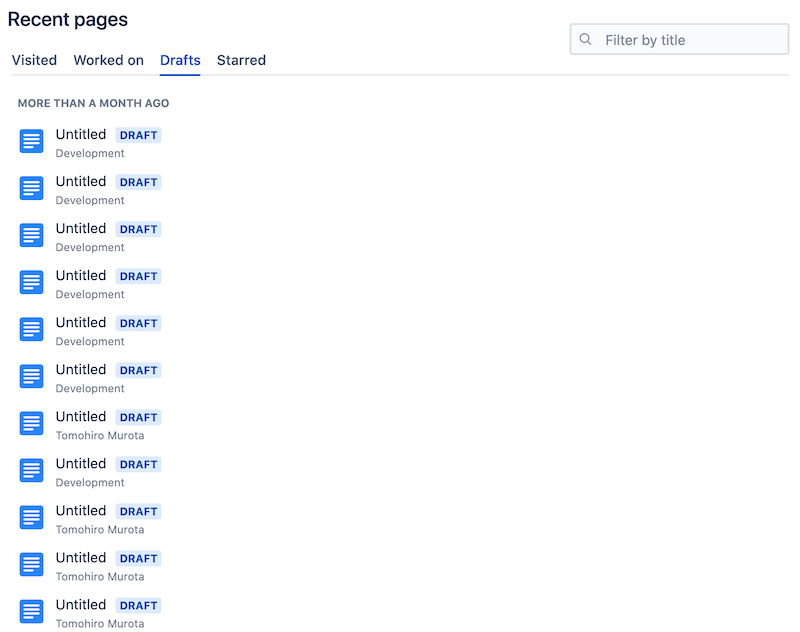 Recent pages
Filter by title
Visited Worked on Drafts Starred
MORE THAN A MONTH AGO
Untitled DRAFT
Development
Untitled DRAFT
Development
Untitled DRAFT
Development
Untitled DRAFT
Development
Untitled DRAFT
Development
Untitled DRAFT
Development
Untitled DRAFT
Tomohiro Murota
Untitled DRAFT
Development
Untitled DRAFT
Tomohiro Murota
Untitled DRAFT
Tomohiro Murota
Untitled DRAFT
Tomohiro Murota